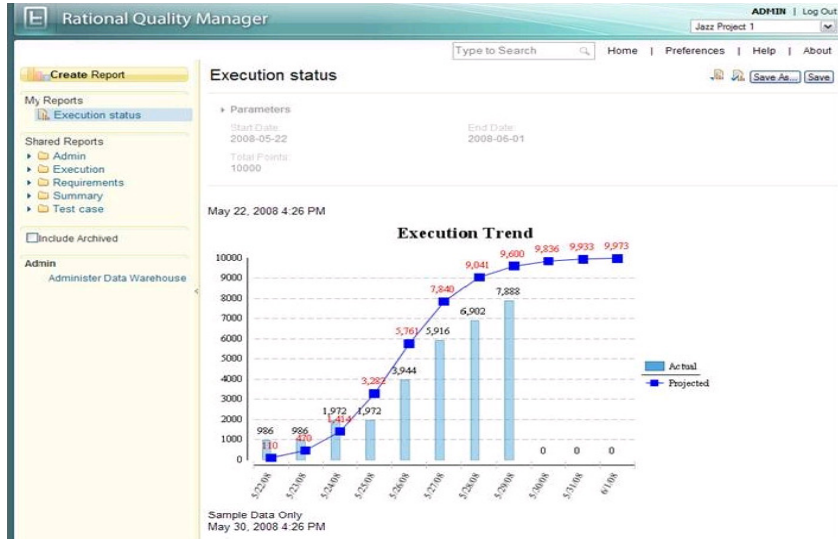 Rational Quality Manager
ADMIN | Log Out
Jazz Project 1
Type to Search
Home | Preferences | Help | About
Create Report
My Reports
Execution status
Shared Reports
Admin
Execution
Requirements
Summary
Test case
Include Archived
Admin
Administer Data Warehouse
Execution status
Save As... Save
Parameters
Start Date: End Date:
2008-05-22 2008-06-01
Total Points:
10000
May 22, 2008 4:26 PM
Execution Trend
10000
9000
8000
7000
6000
5000
4000
3000
2000
1000
0
986 986 1,972 1,972 3,944 5,916 6,902 7,888 0 0 0
110 470 1,414 3,282 5,761 7,840 9,041 9,600 9,836 9,933 9,973
5/22/08 5/23/08 5/24/08 5/25/08 5/26/08 5/27/08 5/28/08 5/29/08 5/30/08 5/31/08 6/1/08
Actual
Projected
Sample Data Only
May 30, 2008 4:26 PM